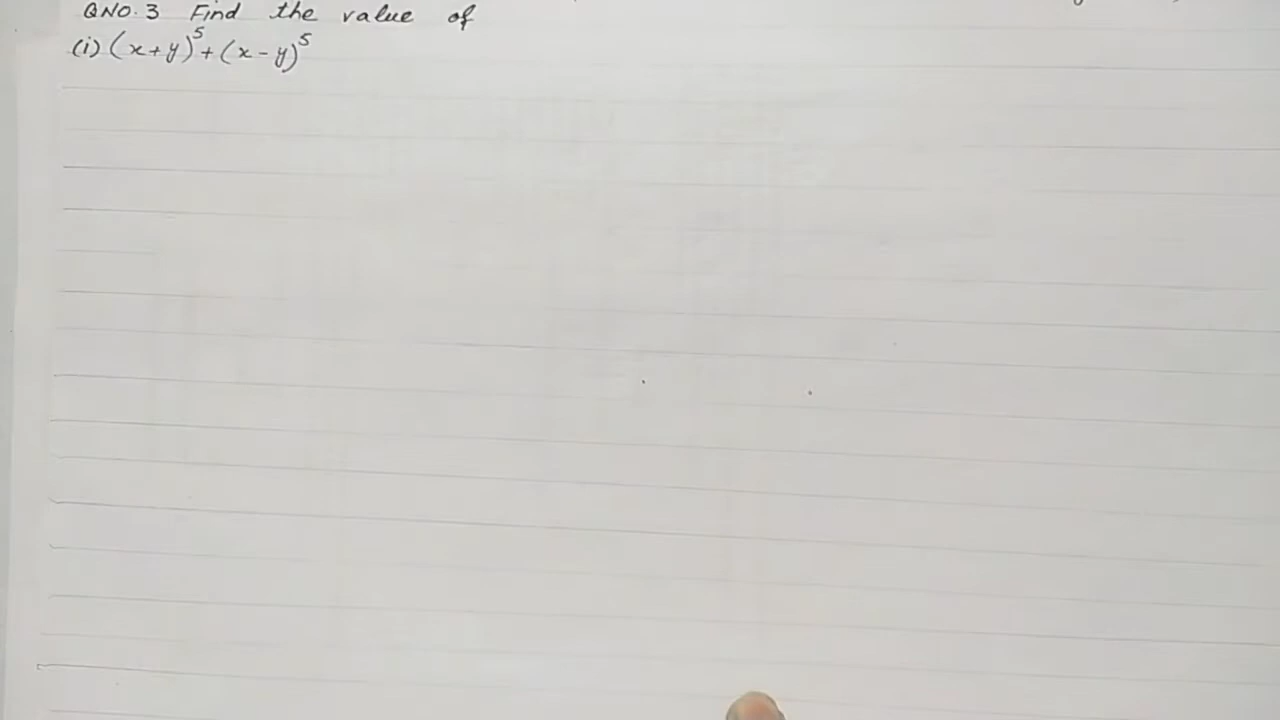 QNO.3 Find the value of
(i) (x+y)⁵+(x-y)⁵